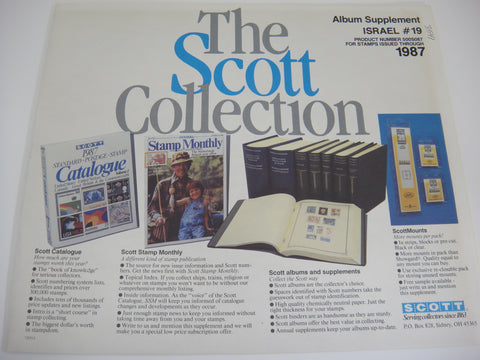 The
Scott
Collection
Album Supplement
ISRAEL #19
PRODUCT NUMBER 500S087
FOR STAMPS ISSUED THROUGH
1987
SCOTT
1987
STANDARD POSTAGE STAMP
Catalogue
Stamp Monthly
Scott Catalogue
How much are your
stamps worth this year?
• The "book of knowledge"
for serious collectors.
• Scott numbering system lists,
identifies and prices over
300,000 stamps.
• Includes tens of thousands of
price updates and new listings.
• Intro is a "short course" in
stamp collecting.
• The biggest dollar's worth
in stampdom.
Scott Stamp Monthly
A different kind of stamp publication
• The source for new issue information and Scott num-
bers. Get the news first with Scott Stamp Monthly.
• Topical Index. If you collect ships, trains, religion or
whatever on stamps you won't want to be without our
comprehensive monthly listing.
• Inside information. As the "voice" of the Scott
Catalogue, SSM will keep you informed of catalogue
changes and developments as they occur.
• Just enough stamp news to keep you informed without
taking time away from you and your stamps.
• Write to us and mention this supplement and we will
make you a special low price subscription offer.
Scott albums and supplements
Collect the Scott way
• Scott albums are the collector's choice.
• Spaces identified with Scott numbers take the
guesswork out of stamp identification.
• High quality chemically neutral paper. Just the
right thickness for your stamps.
• Scott binders are as handsome as they are sturdy.
• Scott albums offer the best value in collecting.
• Annual supplements keep your albums up-to-date.
ScottMounts
More mounts per pack!
• In strips, blocks or pre-cut.
Black or clear.
• More mounts in pack than
Showgard®. Quality equal to
any mount you can buy.
• Use exclusive re-closable pack
for storing unused mounts.
• Free sample available.
write us and mention this
supplement.
SCOTT
Serving collectors since 1863
P.O. Box 828, Sidney, OH 45365